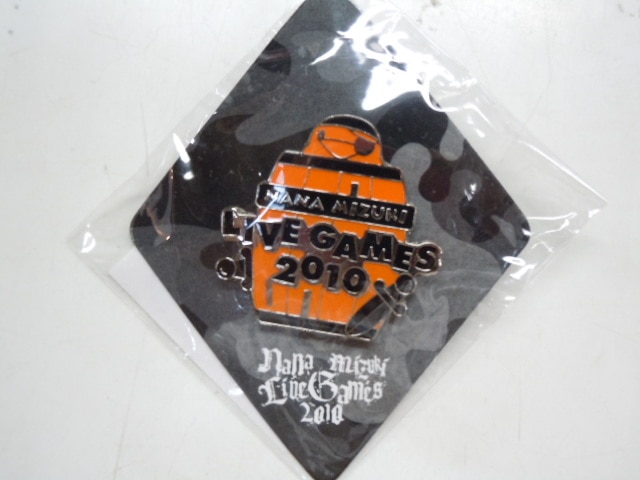 NANA MIZUKI
LIVE GAMES
2010
Nana Mizuki
Live Games
2010